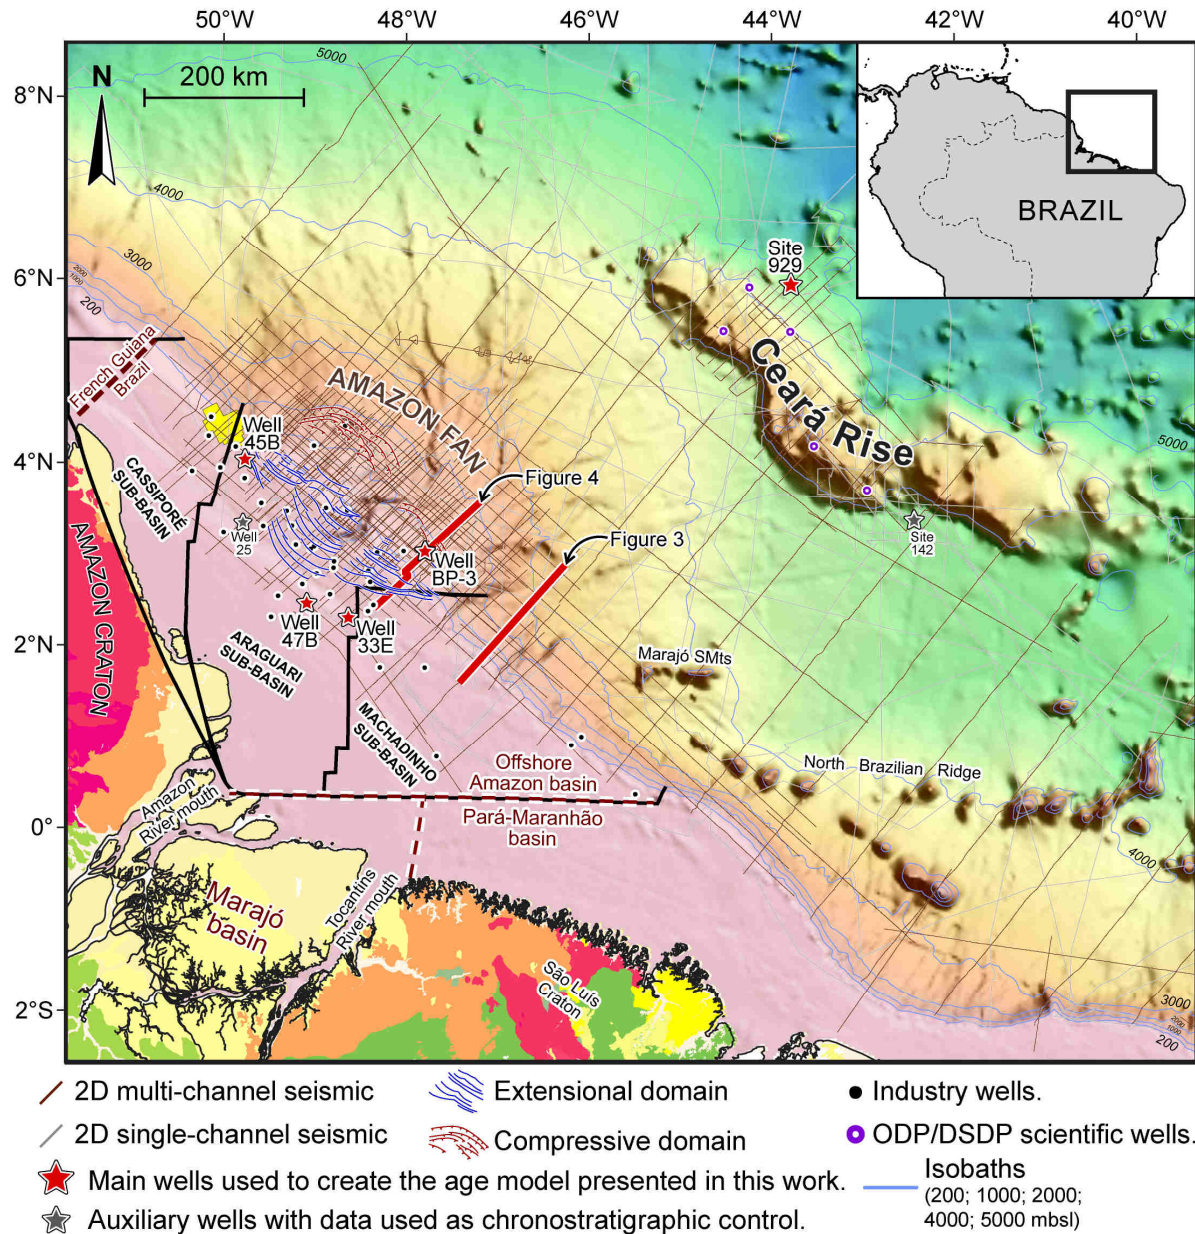 50°W
48°W
46°W
44°W
42°W
40°W
8°N
6°N
4°N
2°N
0°
2°S
N
200 km
5000
4000
3000
2000
1000
200
BRAZIL
Site
929
Ceará Rise
French Guiana
Brazil
AMAZON FAN
Well
45B
Figure 4
CASSIPORÉ
SUB-BASIN
Well
25
Site
142
5000
Figure 3
Well
BP-3
AMAZON CRATON
Well
47B
Well
33E
ARAGUARI
SUB-BASIN
Marajó SMts
MACHADINHO
SUB-BASIN
Offshore
Amazon basin
North Brazilian Ridge
Amazon
River mouth
Pará-Maranhão
basin
4000
Marajó
basin
Tocantins
River mouth
São Luis
Craton
3000
2000
1000
200
2D multi-channel seismic
Extensional domain
Industry wells.
2D single-channel seismic
Compressive domain
ODP/DSDP scientific wells.
Main wells used to create the age model presented in this work.
Isobaths
(200; 1000; 2000;
4000; 5000 mbsl)
Auxiliary wells with data used as chronostratigraphic control.